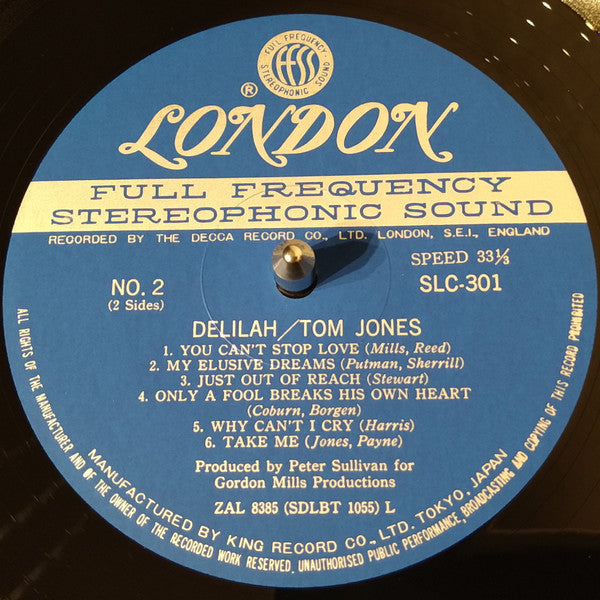 FULL FREQUENCY
ffss
STEREOPHONIC SOUND
®
LONDON
FULL FREQUENCY
STEREOPHONIC SOUND
RECORDED BY THE DECCA RECORD CO., LTD. LONDON, S.E.I., ENGLAND
NO. 2
(2 Sides)
SPEED 33⅓
SLC-301
DELILAH/TOM JONES
1. YOU CAN'T STOP LOVE (Mills, Reed)
2. MY ELUSIVE DREAMS (Putman, Sherrill)
3. JUST OUT OF REACH (Stewart)
4. ONLY A FOOL BREAKS HIS OWN HEART
(Coburn, Borgen)
5. WHY CAN'T I CRY (Harris)
6. TAKE ME (Jones, Payne)
Produced by Peter Sullivan for
Gordon Mills Productions
ZAL 8385 (SDLBT 1055) L
MANUFACTURED BY KING RECORD CO., LTD. TOKYO, JAPAN
ALL RIGHTS OF THE MANUFACTURER AND OF THE OWNER OF THE RECORDED WORK RESERVED. UNAUTHORISED PUBLIC PERFORMANCE, BROADCASTING AND COPYING OF THIS RECORD PROHIBITED